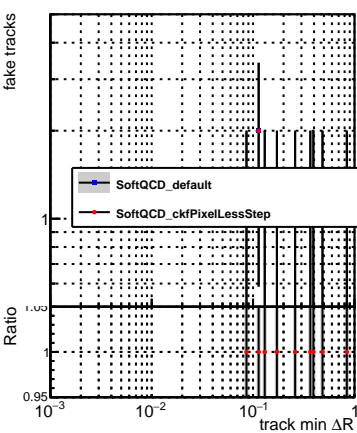 fake tracks
SoftQCD_default
SoftQCD_ckfPixelLessStep
1
Ratio
1.05
1
0.95
10⁻³ 10⁻² 10⁻¹ 1
track min ΔR